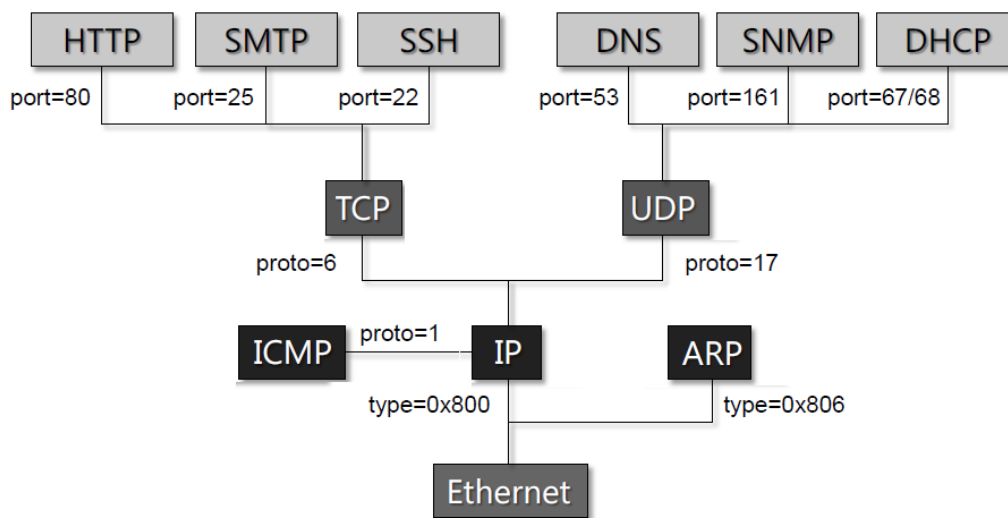 HTTP SMTP SSH DNS SNMP DHCP
port=80 port=25 port=22 port=53 port=161 port=67/68
TCP UDP
proto=6 proto=17
ICMP proto=1 IP ARP
type=0x800 type=0x806
Ethernet